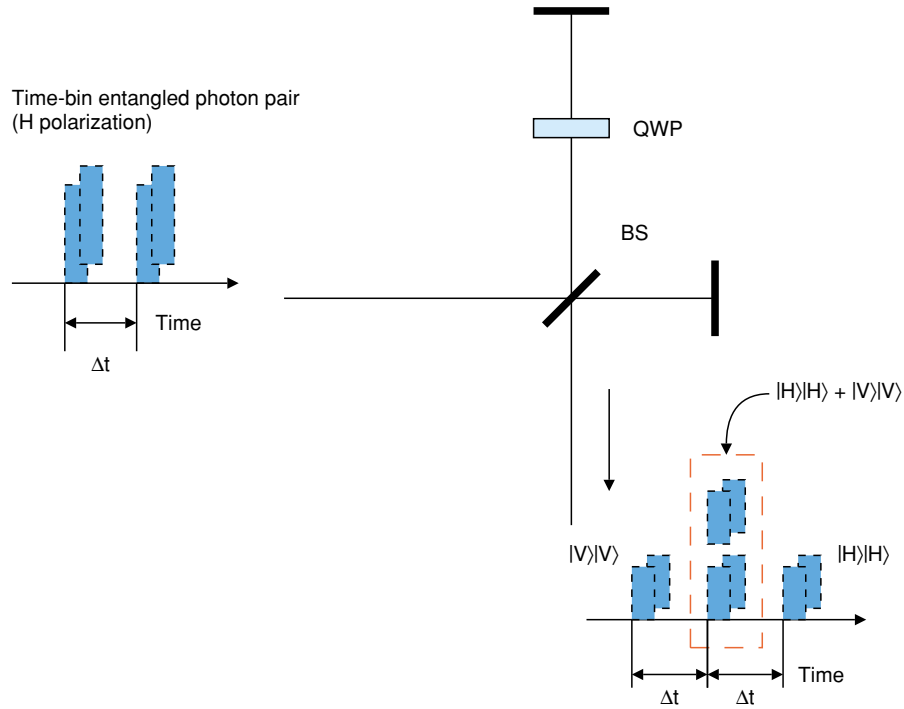 Time-bin entangled photon pair
(H polarization)
QWP
BS
Time
Δt
|H⟩|H⟩ + |V⟩|V⟩
|V⟩|V⟩
|H⟩|H⟩
Time
Δt
Δt